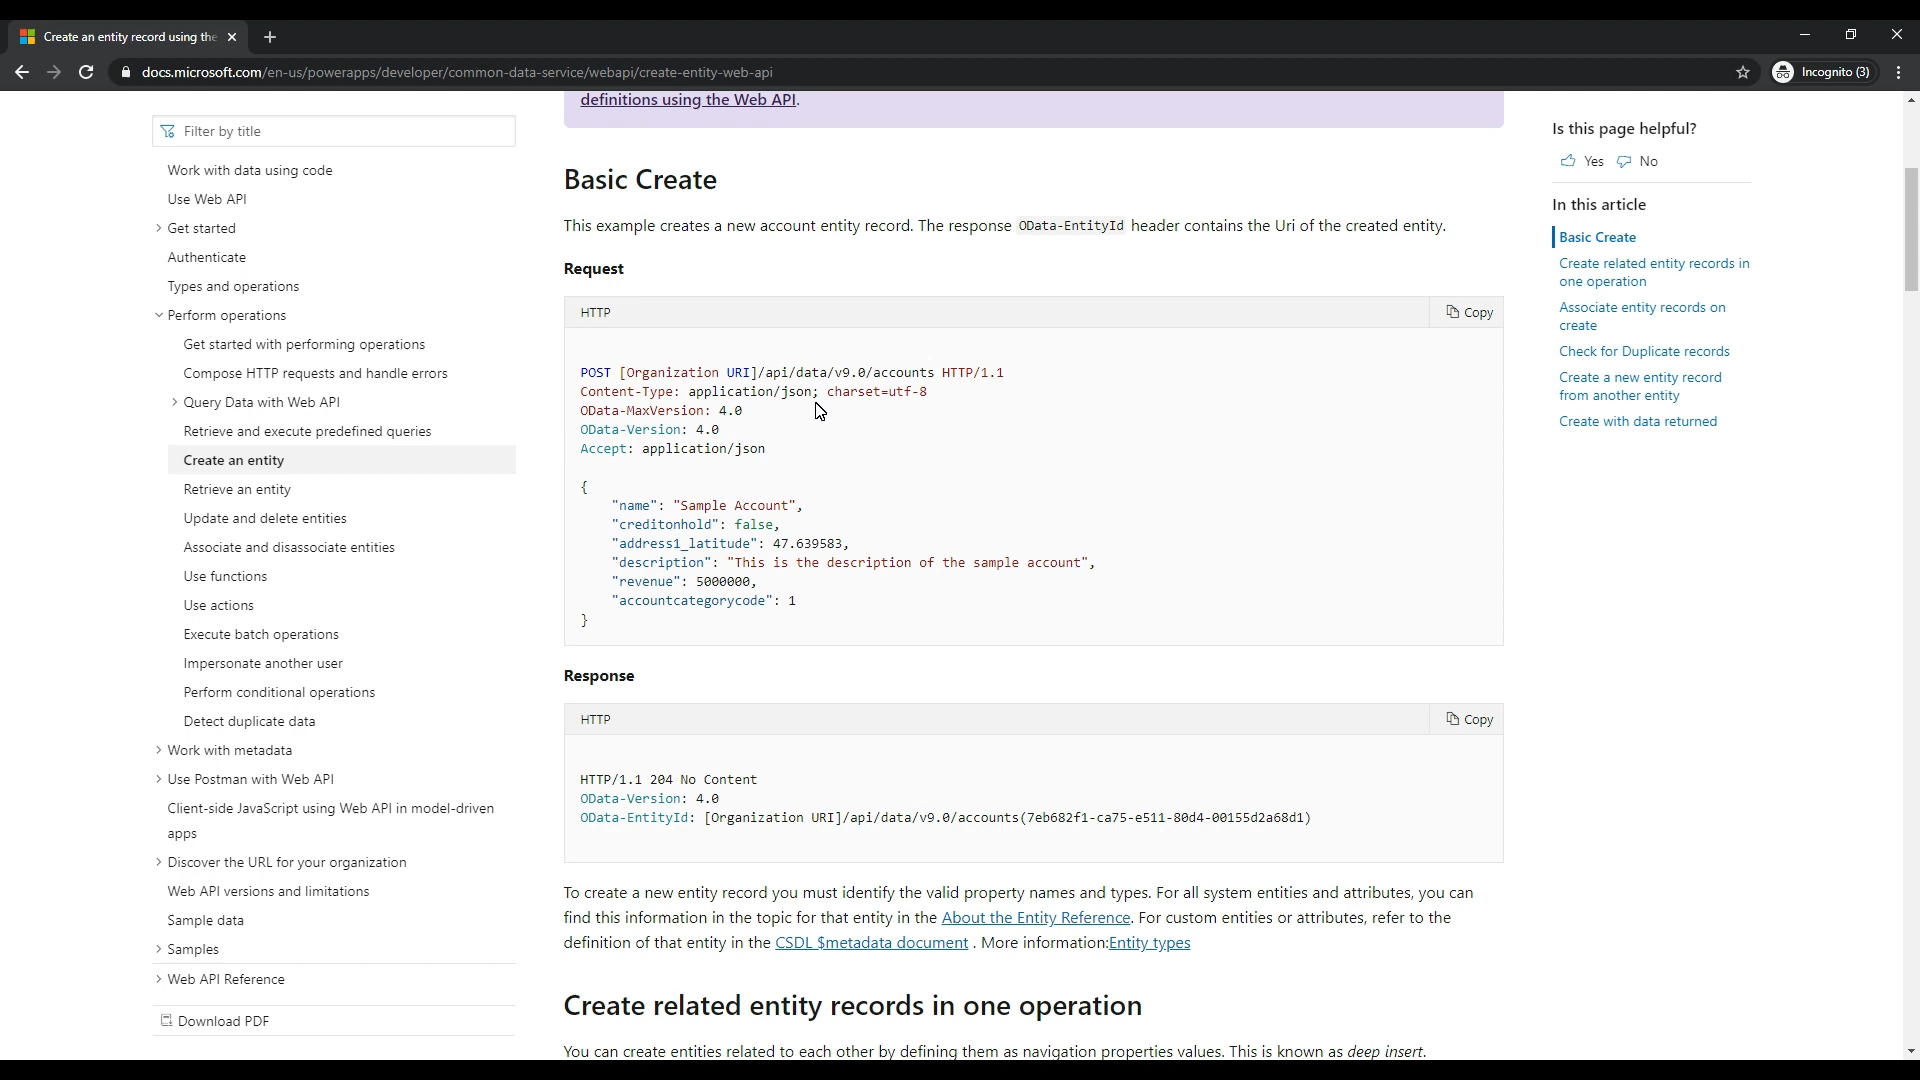 Create an entity record using the
docs.microsoft.com/en-us/powerapps/developer/common-data-service/webapi/create-entity-web-api
Incognito (3)
Filter by title
Work with data using code
Use Web API
Get started
Authenticate
Types and operations
Perform operations
Get started with performing operations
Compose HTTP requests and handle errors
Query Data with Web API
Retrieve and execute predefined queries
Create an entity
Retrieve an entity
Update and delete entities
Associate and disassociate entities
Use functions
Use actions
Execute batch operations
Impersonate another user
Perform conditional operations
Detect duplicate data
Work with metadata
Use Postman with Web API
Client-side JavaScript using Web API in model-driven
apps
Discover the URL for your organization
Web API versions and limitations
Sample data
Samples
Web API Reference
Download PDF
definitions using the Web API.
Basic Create
This example creates a new account entity record. The response OData-EntityId header contains the Uri of the created entity.
Request
HTTP
Copy
POST [Organization URI]/api/data/v9.0/accounts HTTP/1.1
Content-Type: application/json; charset=utf-8
OData-MaxVersion: 4.0
OData-Version: 4.0
Accept: application/json
{
"name": "Sample Account",
"creditonhold": false,
"address1_latitude": 47.639583,
"description": "This is the description of the sample account",
"revenue": 5000000,
"accountcategorycode": 1
}
Response
HTTP
Copy
HTTP/1.1 204 No Content
OData-Version: 4.0
OData-EntityId: [Organization URI]/api/data/v9.0/accounts(7eb682f1-ca75-e511-80d4-00155d2a68d1)
To create a new entity record you must identify the valid property names and types. For all system entities and attributes, you can
find this information in the topic for that entity in the About the Entity Reference. For custom entities or attributes, refer to the
definition of that entity in the CSDL $metadata document . More information:Entity types
Create related entity records in one operation
You can create entities related to each other by defining them as navigation properties values. This is known as deep insert.
Is this page helpful?
Yes No
In this article
Basic Create
Create related entity records in
one operation
Associate entity records on
create
Check for Duplicate records
Create a new entity record
from another entity
Create with data returned